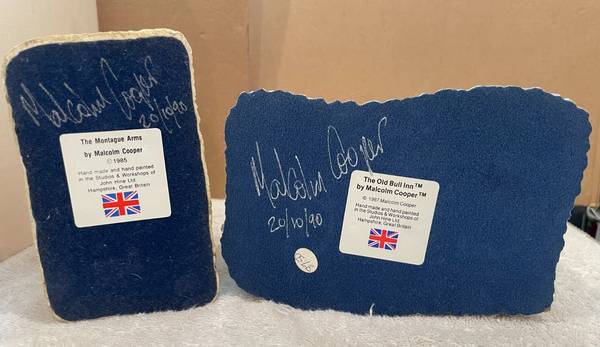 Malcolm Cooper
20/10/90
The Montague Arms
by Malcolm Cooper
© 1985
Hand made and hand painted
in the Studios & Workshops of
John Hine Ltd.
Hampshire, Great Britain
Malcolm Cooper
20/10/90
The Old Bull Inn™
by Malcolm Cooper™
© 1987 Malcolm Cooper
Hand made and hand painted
in the Studios & Workshops of
John Hine Ltd.
Hampshire, Great Britain